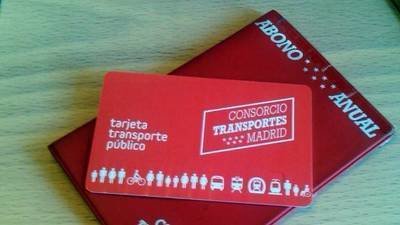 ABONO
ANUAL
tarjeta
transporte
público
CONSORCIO
TRANSPORTES
MADRID